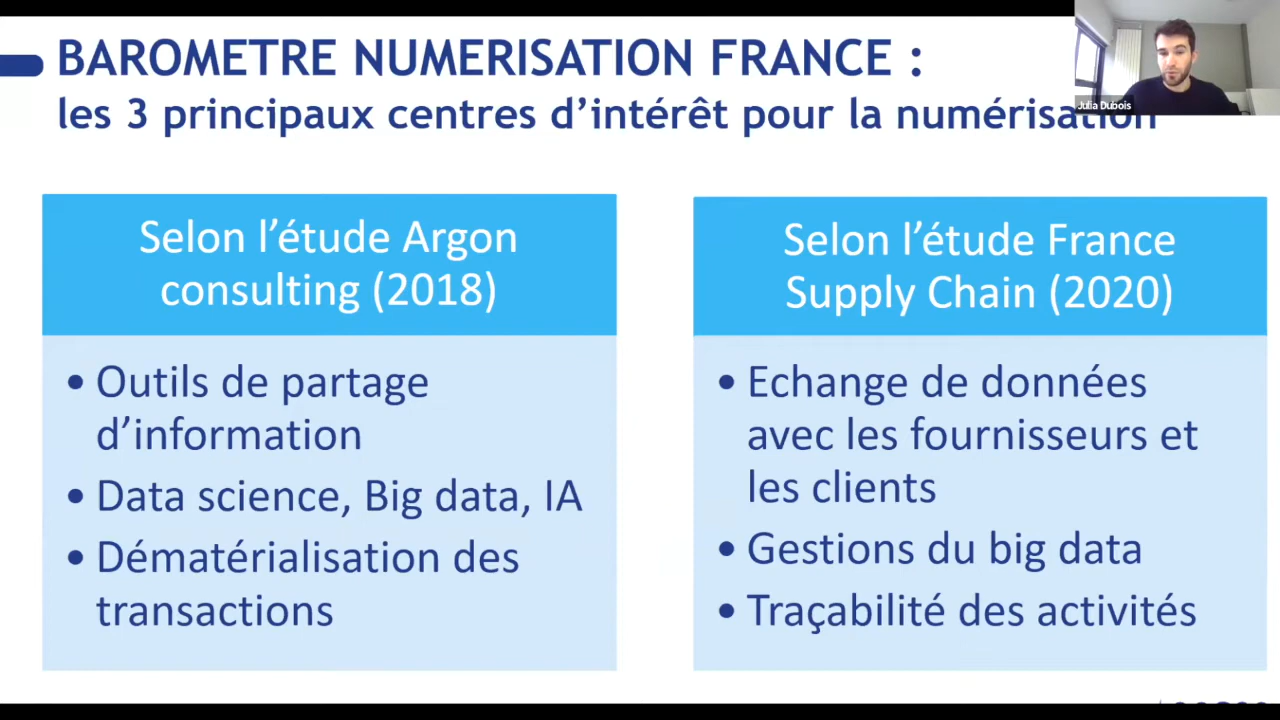 BAROMETRE NUMERISATION FRANCE :
les 3 principaux centres d’intérêt pour la numérisation
Julia Dubois
Selon l’étude Argon
consulting (2018)
• Outils de partage
d’information
• Data science, Big data, IA
• Dématérialisation des
transactions
Selon l’étude France
Supply Chain (2020)
• Echange de données
avec les fournisseurs et
les clients
• Gestions du big data
• Traçabilité des activités